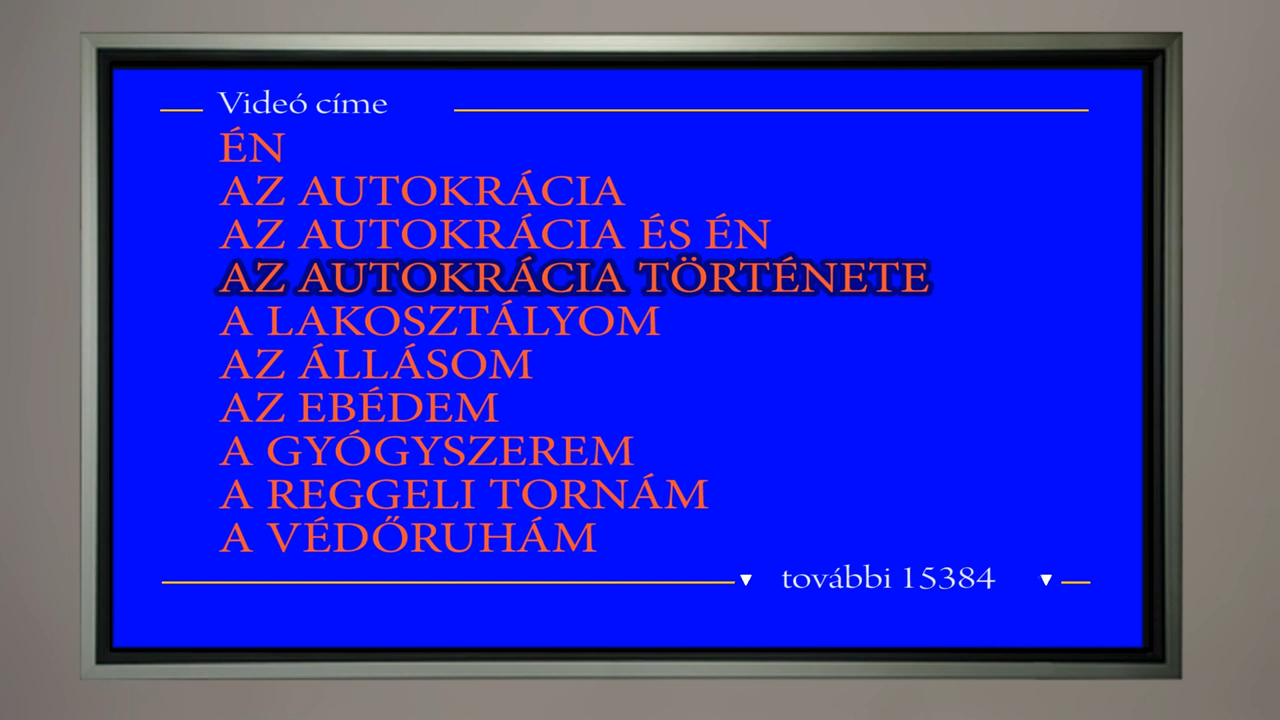 Videó címe
ÉN
AZ AUTOKRÁCIA
AZ AUTOKRÁCIA ÉS ÉN
AZ AUTOKRÁCIA TÖRTÉNETE
A LAKOSZTÁLYOM
AZ ÁLLÁSOM
AZ EBÉDEM
A GYÓGYSZEREM
A REGGELI TORNÁM
A VÉDŐRUHÁM
további 15384